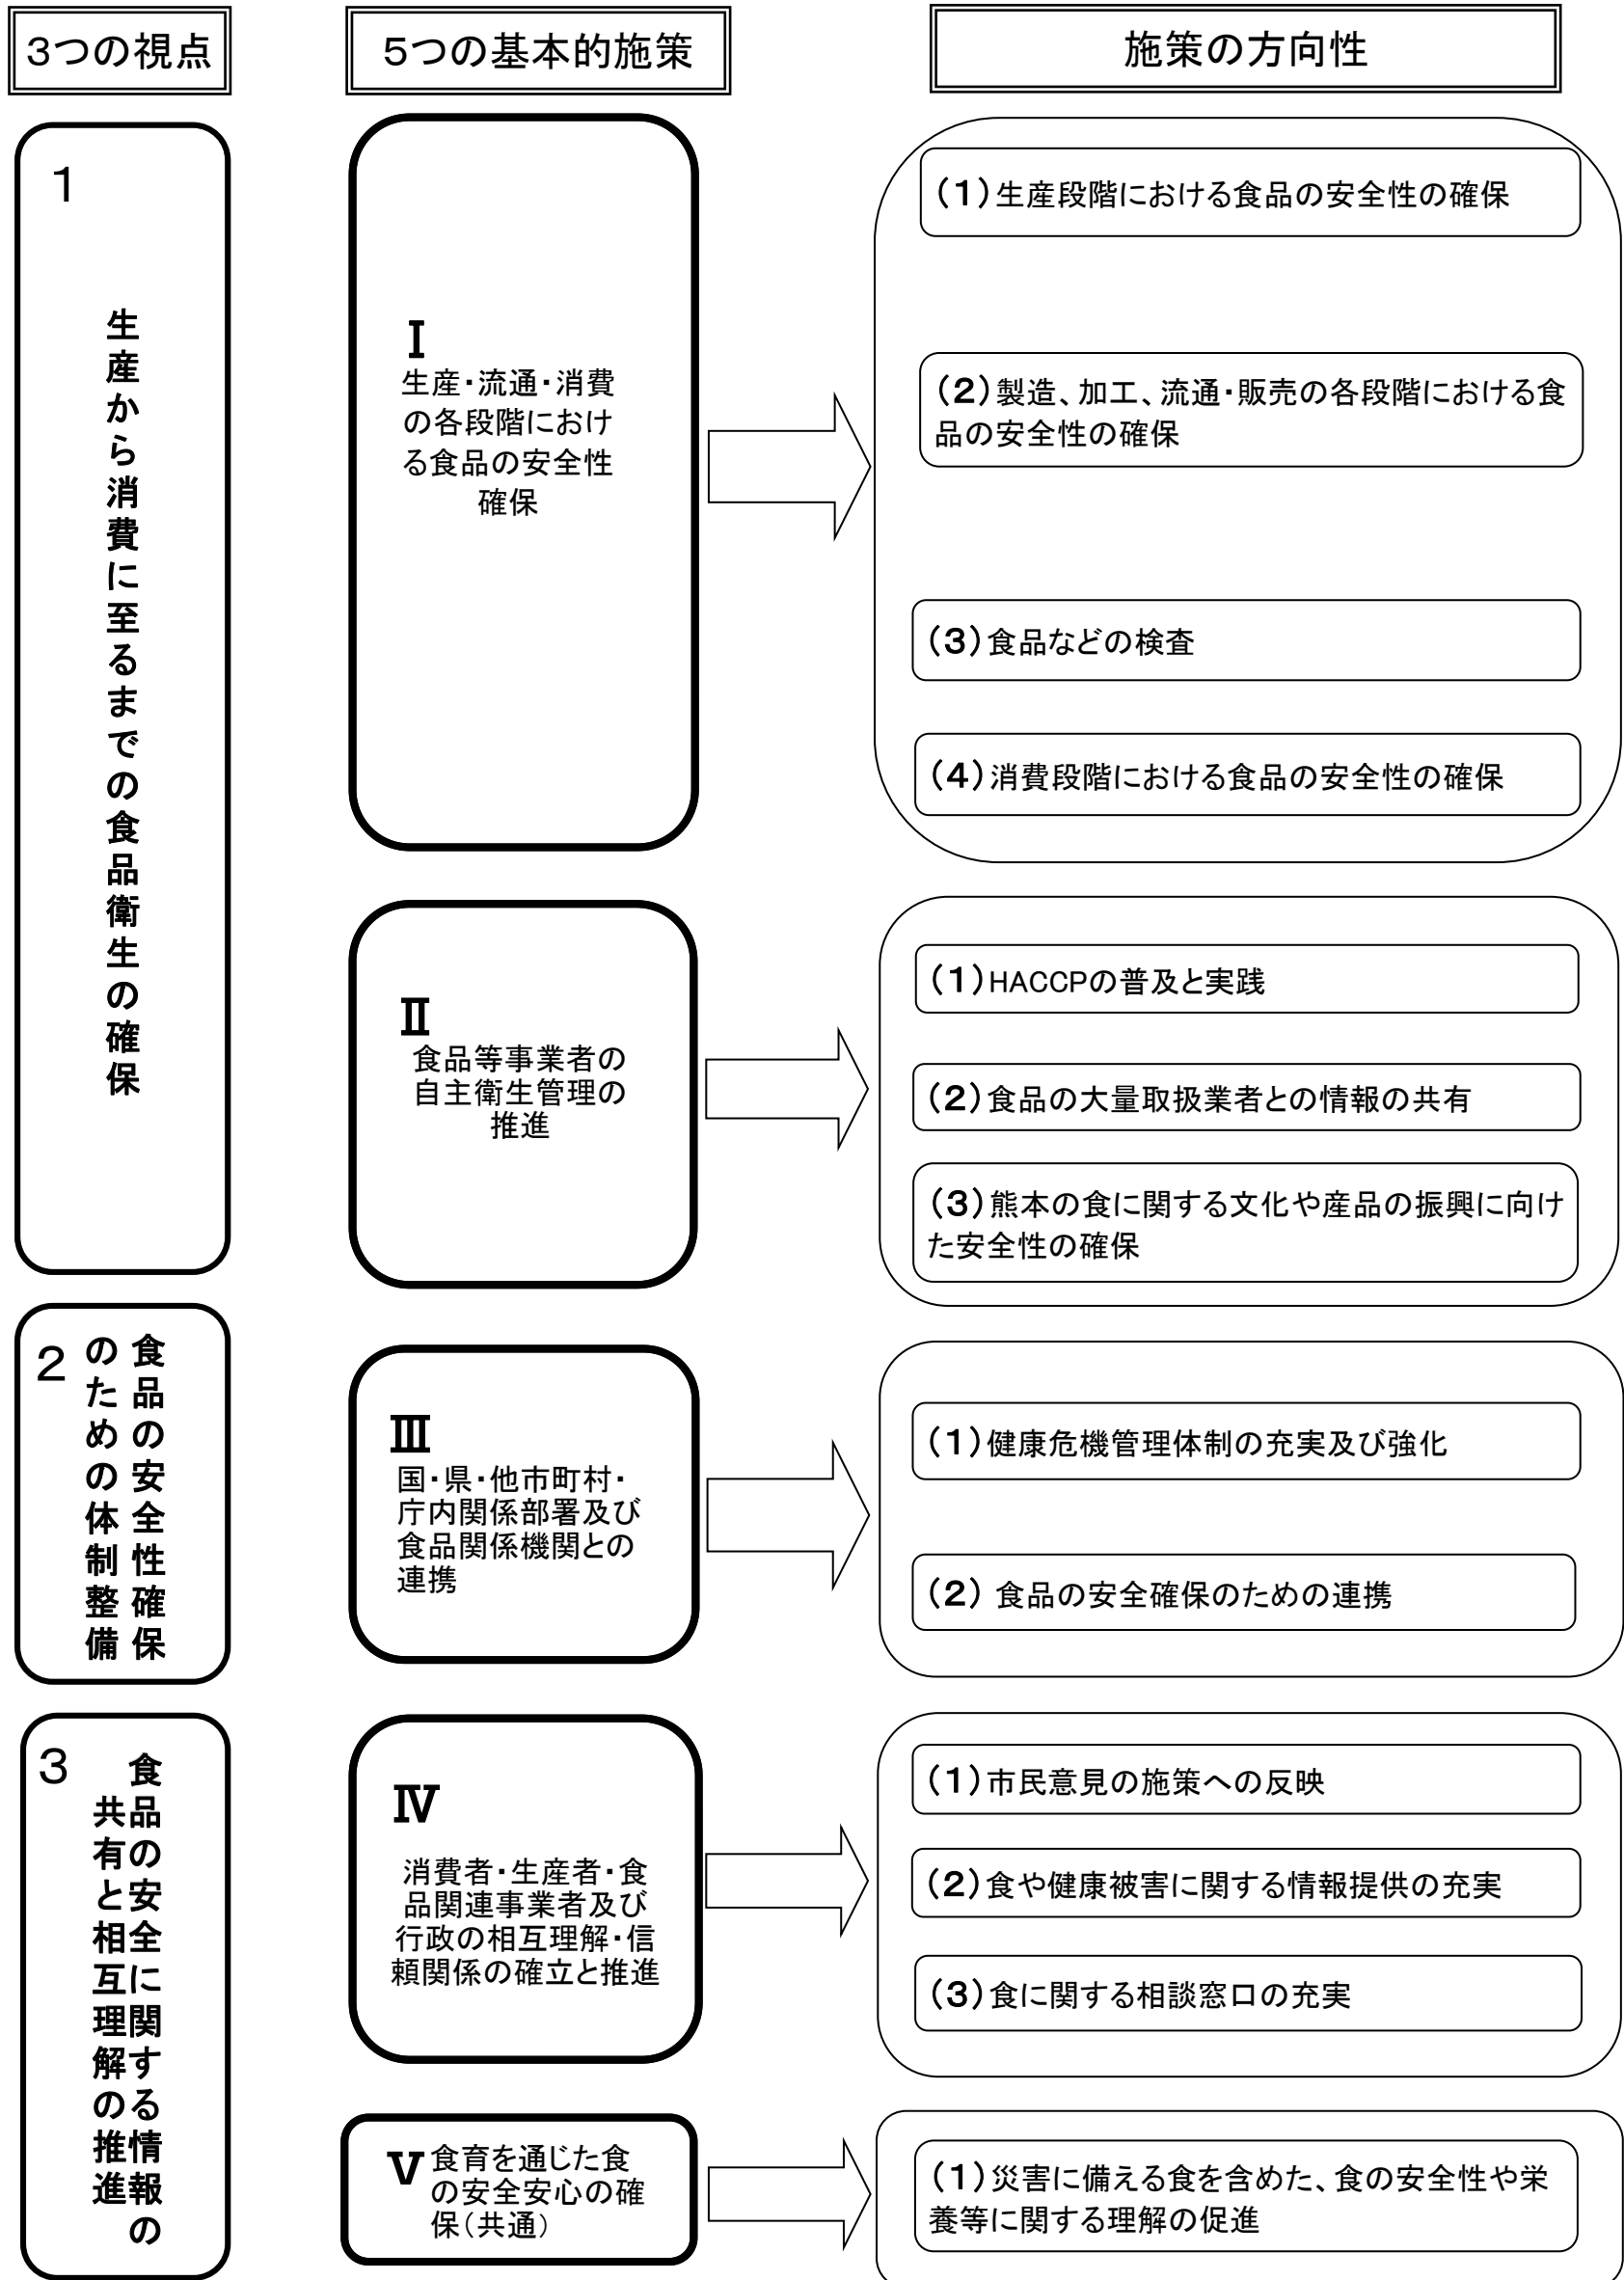 3つの視点
5つの基本的施策
施策の方向性
1
生産から消費に至るまでの食品衛生の確保
Ⅰ
生産・流通・消費
の各段階におけ
る食品の安全性
確保
（1）生産段階における食品の安全性の確保
（2）製造、加工、流通・販売の各段階における食
品の安全性の確保
（3）食品などの検査
（4）消費段階における食品の安全性の確保
Ⅱ
食品等事業者の
自主衛生管理の
推進
（1）HACCPの普及と実践
（2）食品の大量取扱業者との情報の共有
（3）熊本の食に関する文化や産品の振興に向け
た安全性の確保
2
食品の安全性確保
のための体制整備
Ⅲ
国・県・他市町村・
庁内関係部署及び
食品関係機関との
連携
（1）健康危機管理体制の充実及び強化
（2） 食品の安全確保のための連携
3
食品の安全に関する情報の
共有と相互理解の推進
Ⅳ
消費者・生産者・食
品関連事業者及び
行政の相互理解・信
頼関係の確立と推進
（1）市民意見の施策への反映
（2）食や健康被害に関する情報提供の充実
（3）食に関する相談窓口の充実
Ⅴ 食育を通じた食
の安全安心の確
保（共通）
（1）災害に備える食を含めた、食の安全性や栄
養等に関する理解の促進